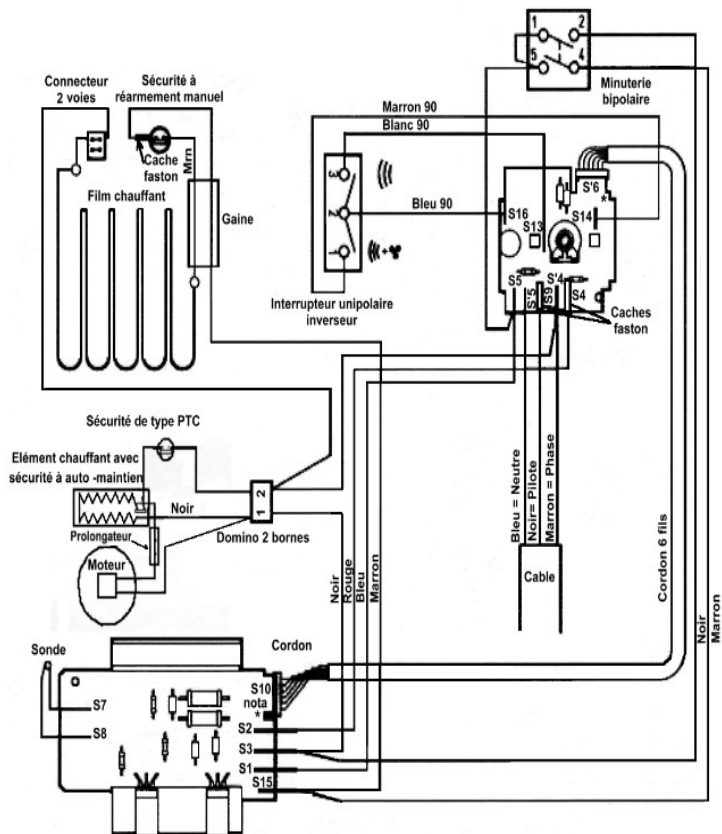 1
2
5
4
Minuterie
bipolaire
Connecteur
2 voies
Sécurité à
réarmement manuel
Cache
faston
Mrn
Film chauffant
Gaine
Marron 90
Blanc 90
3
2
1
Bleu 90
Interrupteur unipolaire
inverseur
S'6
*
S16
S13
S14
S5
S'5
S9
S'4
S4
Caches
faston
Sécurité de type PTC
Elément chauffant avec
sécurité à auto -maintien
Noir
Prolongateur
Moteur
1 2
Domino 2 bornes
Bleu = Neutre
Noir= Pilote
Marron = Phase
Cable
Noir
Rouge
Bleu
Marron
Cordon 6 fils
Noir
Marron
Sonde
Cordon
S7
S8
S10
nota
*
S2
S3
S1
S15